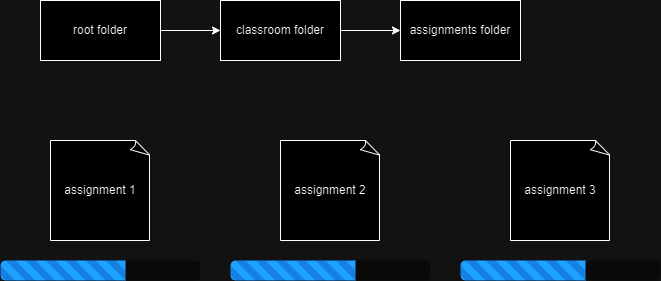 root folder
classroom folder
assignments folder
assignment 1
assignment 2
assignment 3